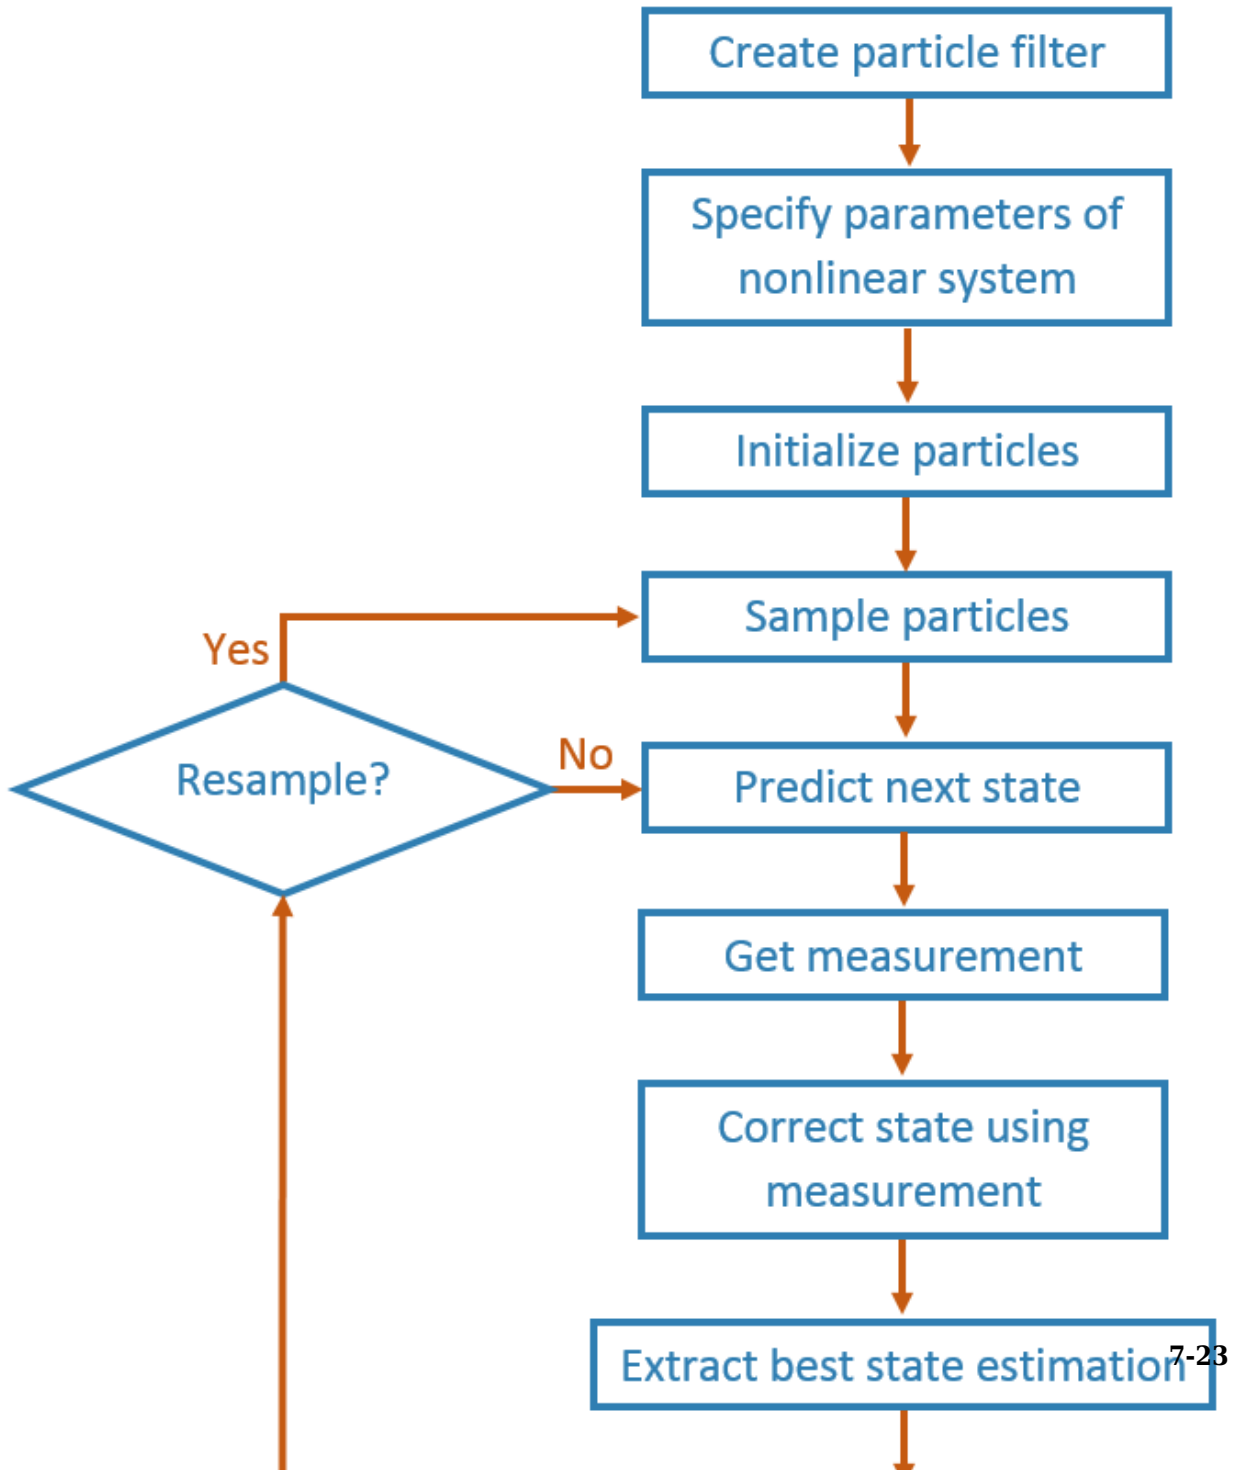 Create particle filter
Specify parameters of
nonlinear system
Initialize particles
Sample particles
Yes
No
Resample?
Predict next state
Get measurement
Correct state using
measurement
Extract best state estimation
7-23